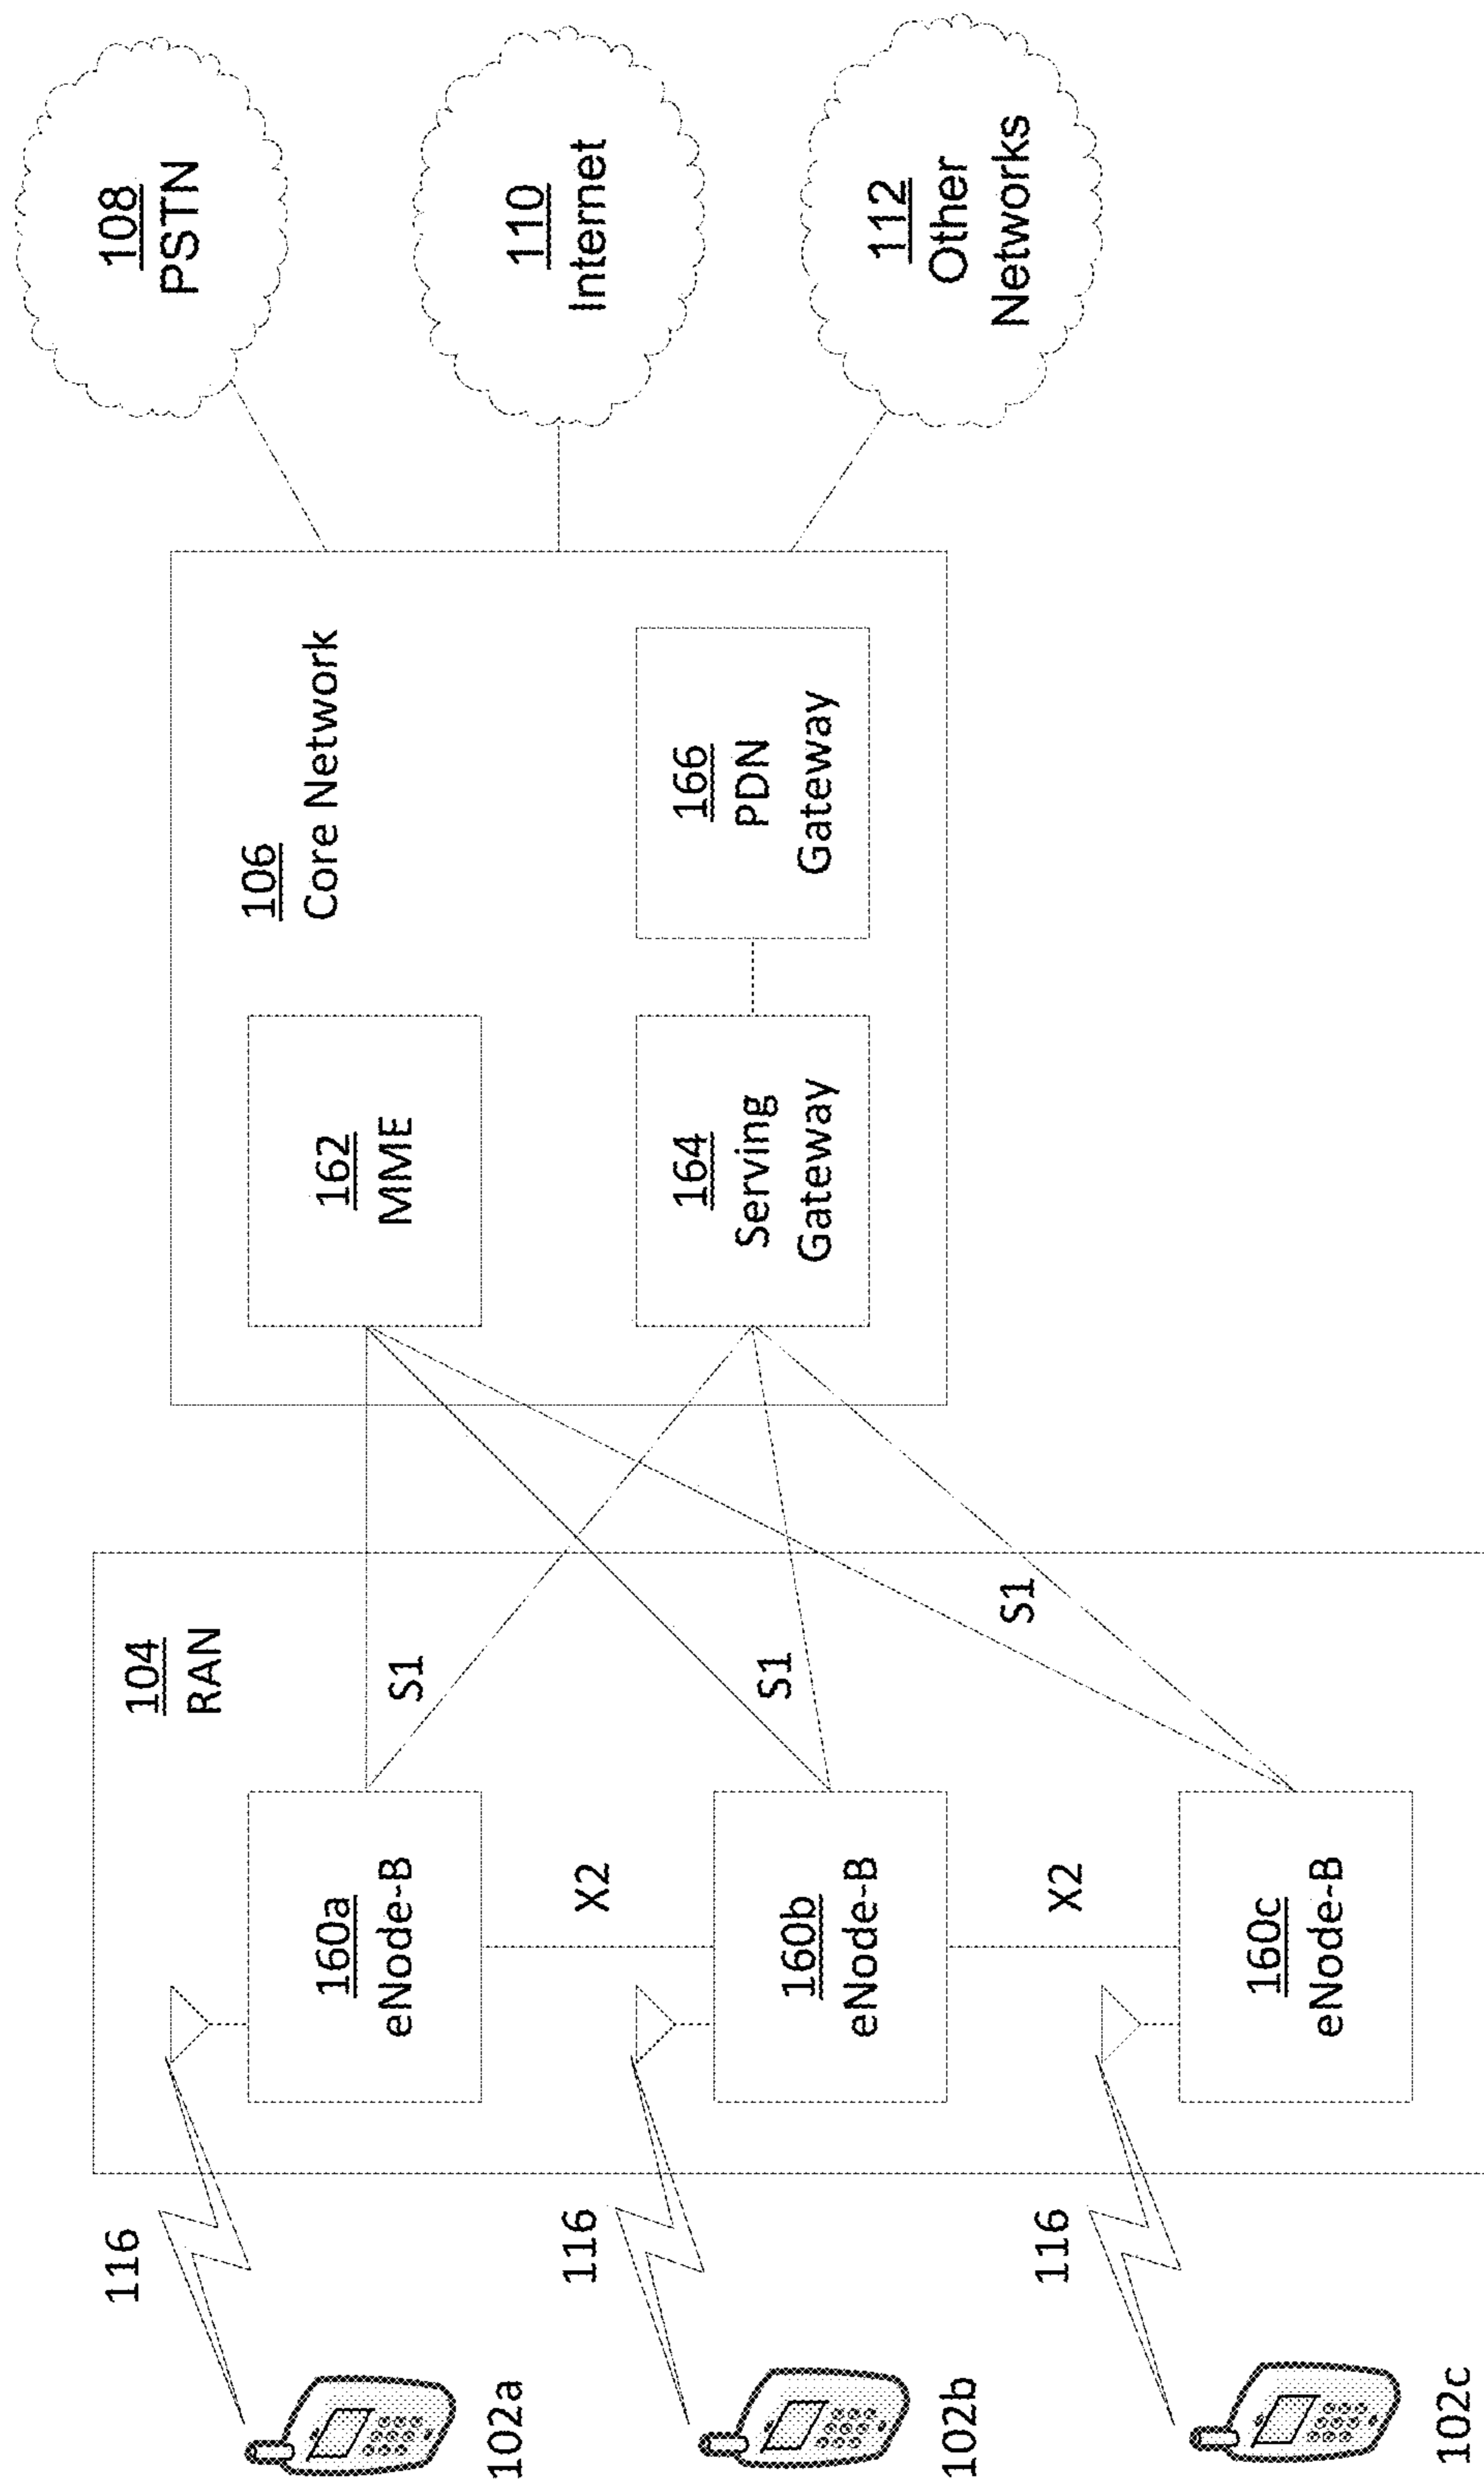 102a
102b
102c
116
116
116
104
RAN
160a
eNode-B
X2
160b
eNode-B
X2
160c
eNode-B
S1
S1
S1
106
Core Network
162
MME
164
Serving
Gateway
166
PDN
Gateway
108
PSTN
110
Internet
112
Other
Networks